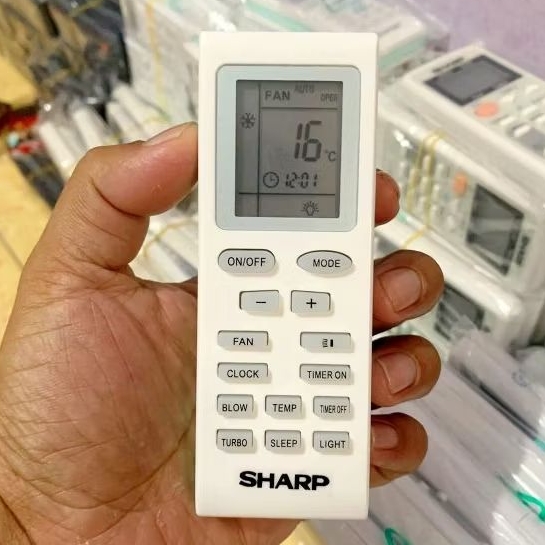 FAN AUTO
OPER
16 °C
12:01
ON/OFF MODE
− +
FAN
CLOCK TIMER ON
BLOW TEMP TIMER OFF
TURBO SLEEP LIGHT
SHARP